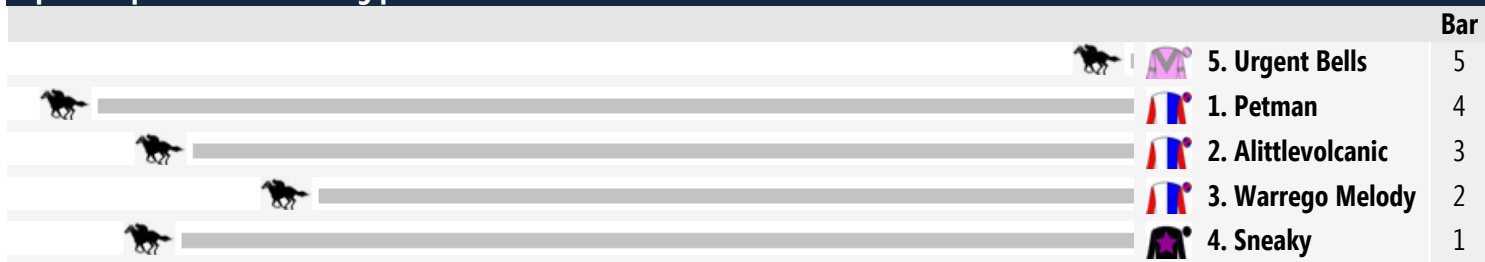 Bar
5. Urgent Bells 5
1. Petman 4
2. Alittlevolcanic 3
3. Warrego Melody 2
4. Sneaky 1